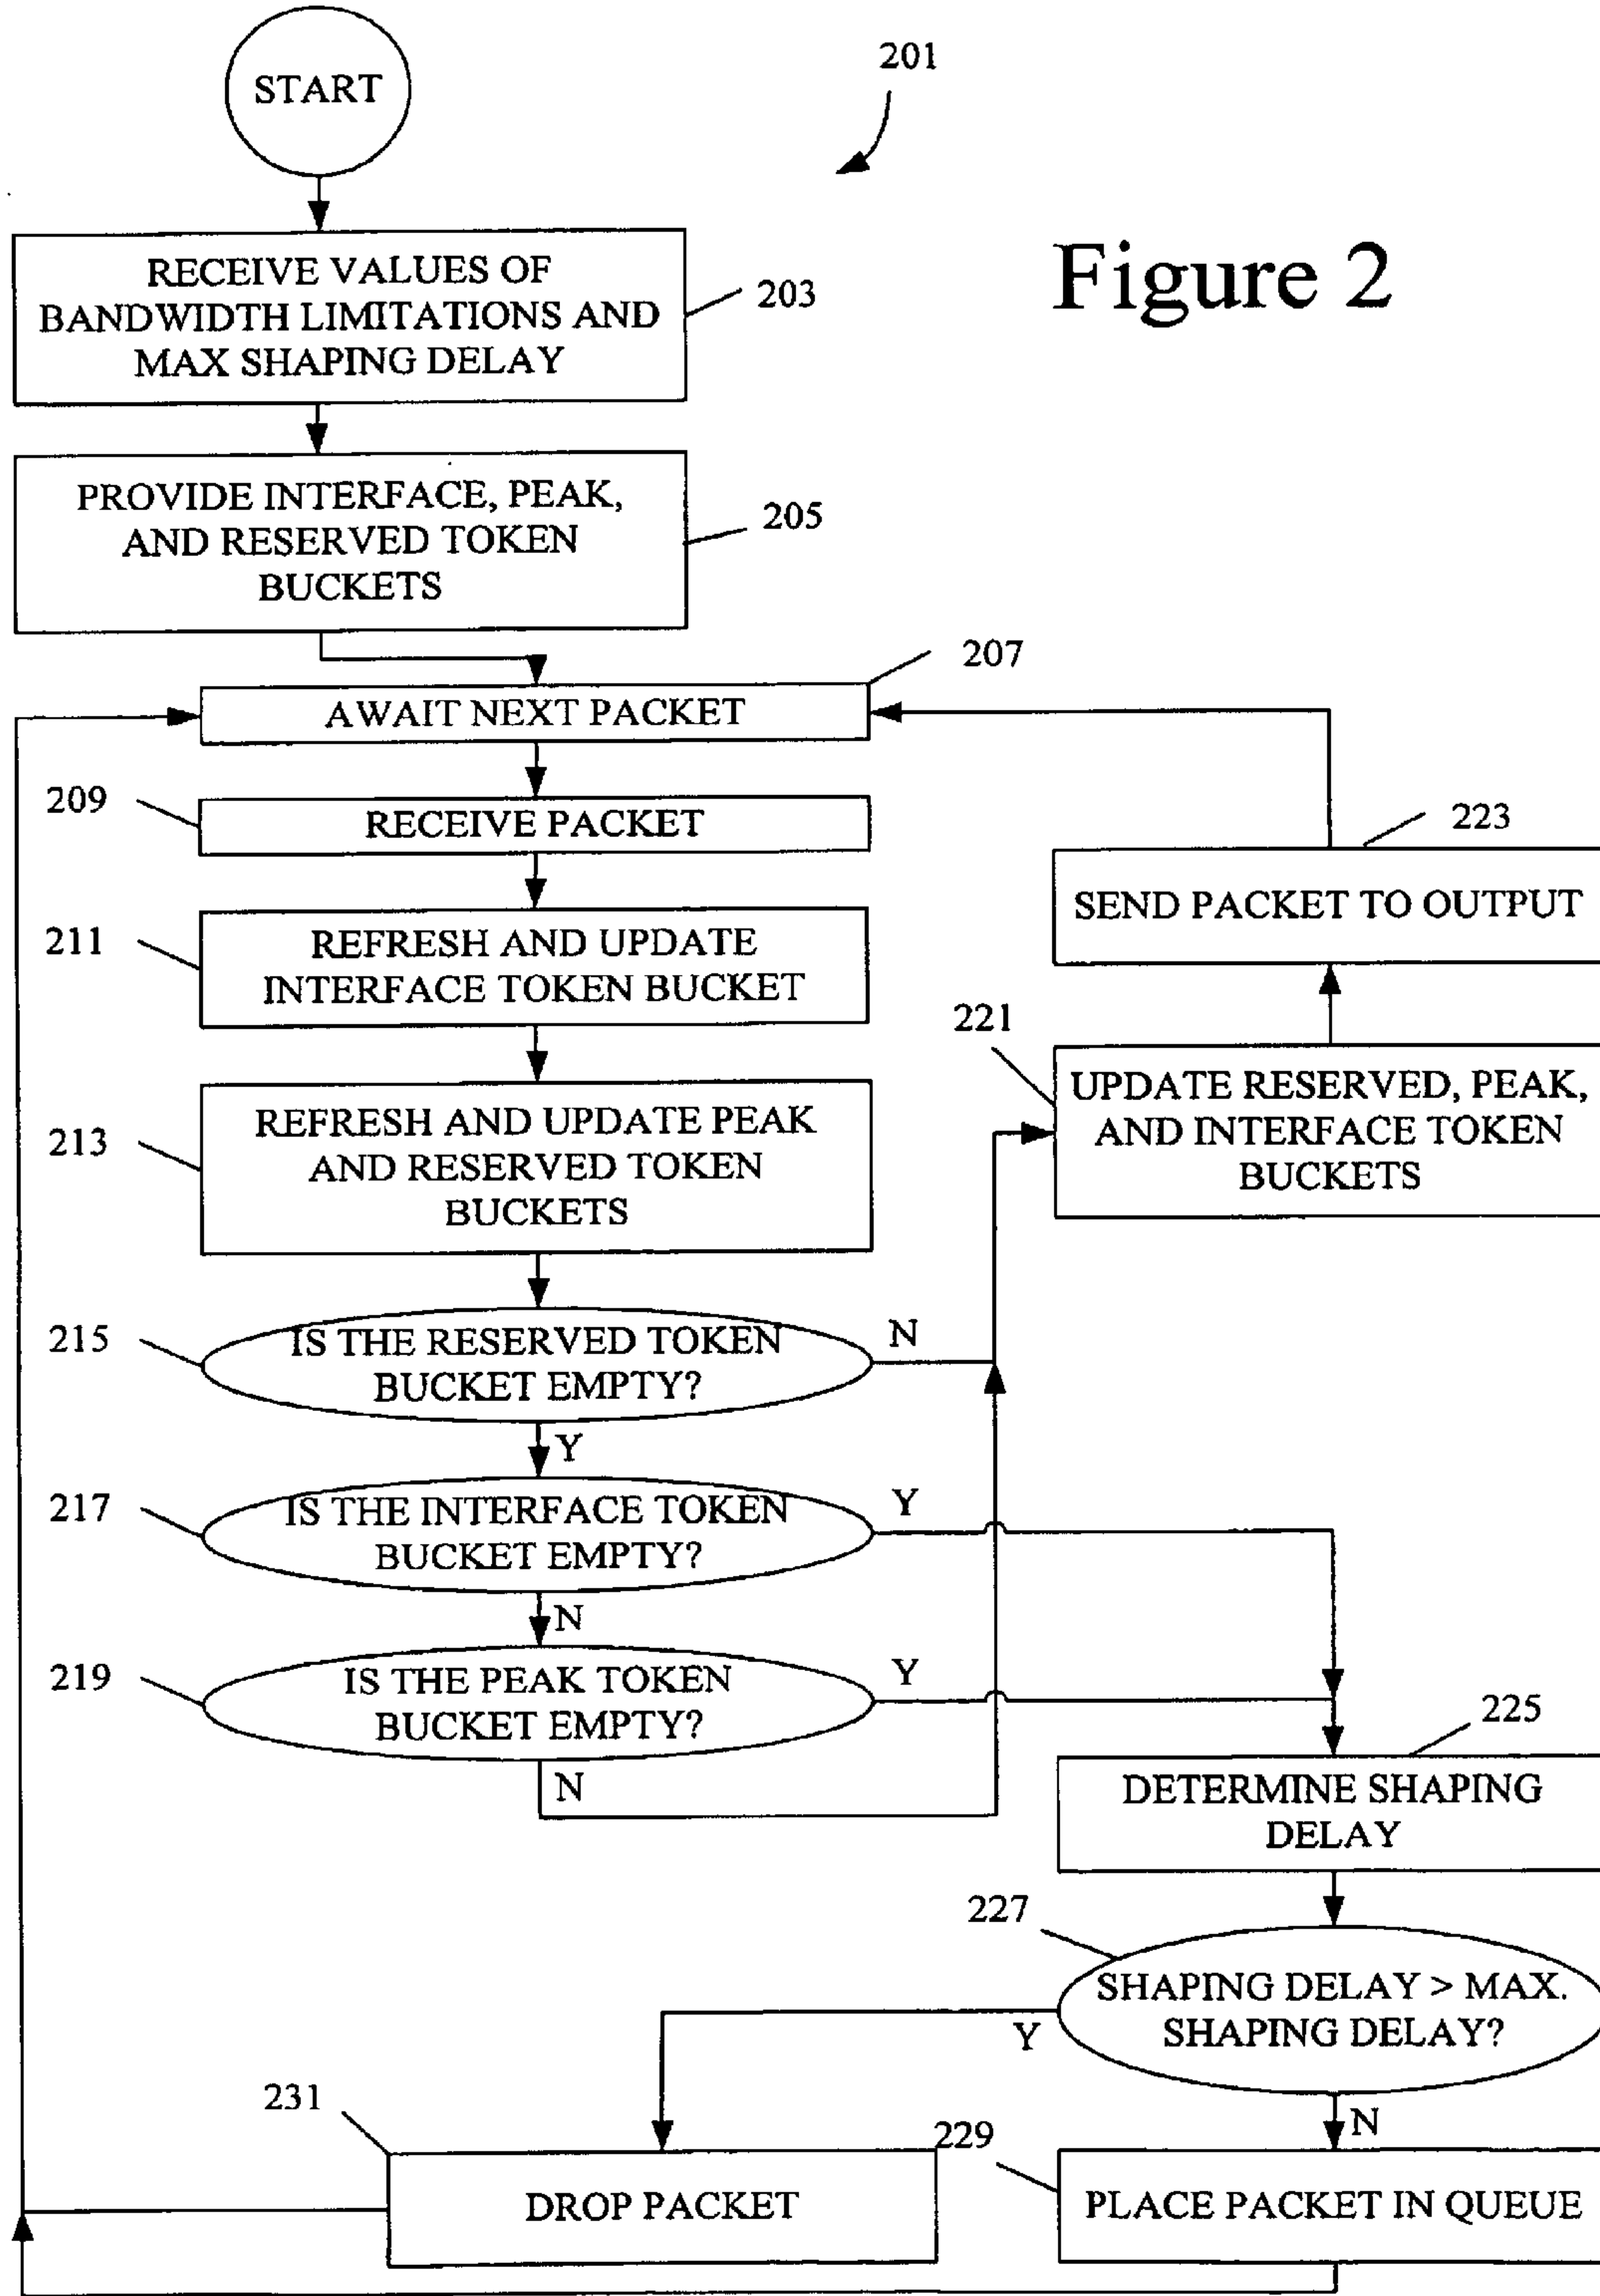 START
201
Figure 2
RECEIVE VALUES OF
BANDWIDTH LIMITATIONS AND
MAX SHAPING DELAY
203
PROVIDE INTERFACE, PEAK,
AND RESERVED TOKEN
BUCKETS
205
207
AWAIT NEXT PACKET
209
RECEIVE PACKET
223
SEND PACKET TO OUTPUT
211
REFRESH AND UPDATE
INTERFACE TOKEN BUCKET
221
UPDATE RESERVED, PEAK,
AND INTERFACE TOKEN
BUCKETS
213
REFRESH AND UPDATE PEAK
AND RESERVED TOKEN
BUCKETS
215
IS THE RESERVED TOKEN
BUCKET EMPTY?
N
Y
217
IS THE INTERFACE TOKEN
BUCKET EMPTY?
Y
N
219
IS THE PEAK TOKEN
BUCKET EMPTY?
Y
N
225
DETERMINE SHAPING
DELAY
227
SHAPING DELAY > MAX.
SHAPING DELAY?
Y
N
231
DROP PACKET
229
PLACE PACKET IN QUEUE